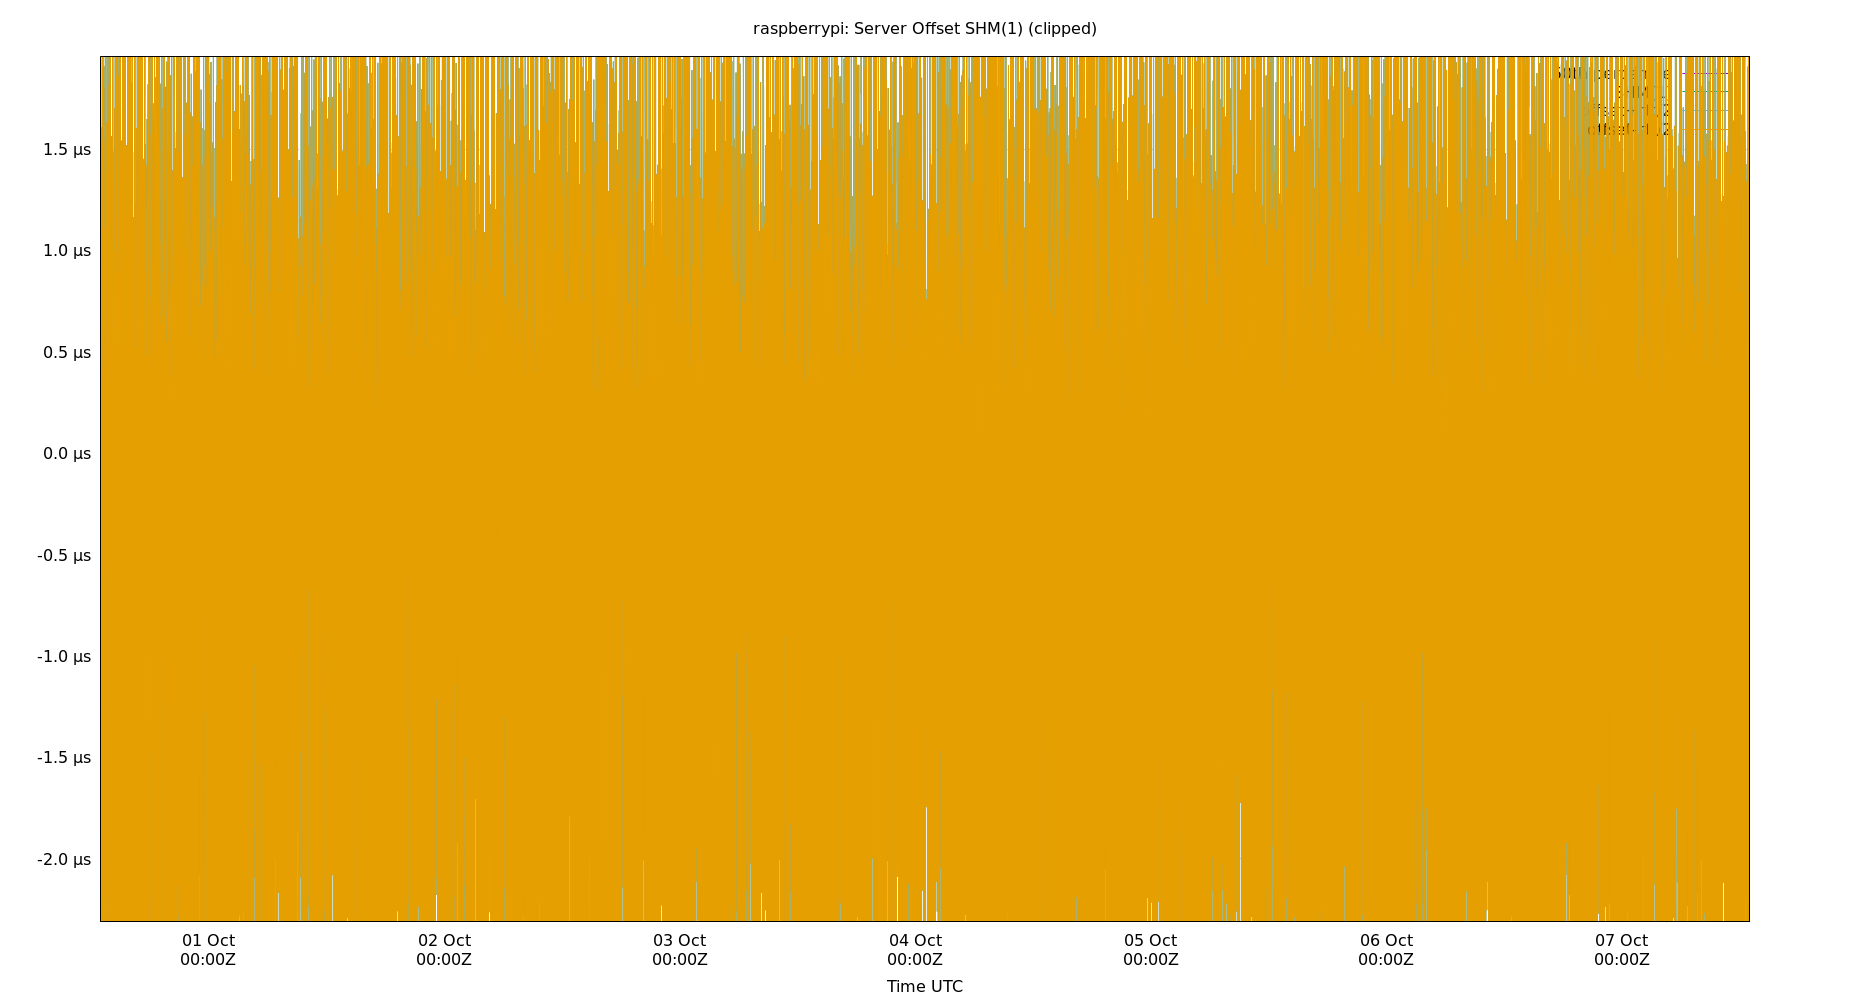 raspberrypi: Server Offset SHM(1) (clipped)
1.5 µs
1.0 µs
0.5 µs
0.0 µs
-0.5 µs
-1.0 µs
-1.5 µs
-2.0 µs
01 Oct 02 Oct 03 Oct 04 Oct 05 Oct 06 Oct 07 Oct
00:00Z 00:00Z 00:00Z 00:00Z 00:00Z 00:00Z 00:00Z
Time UTC